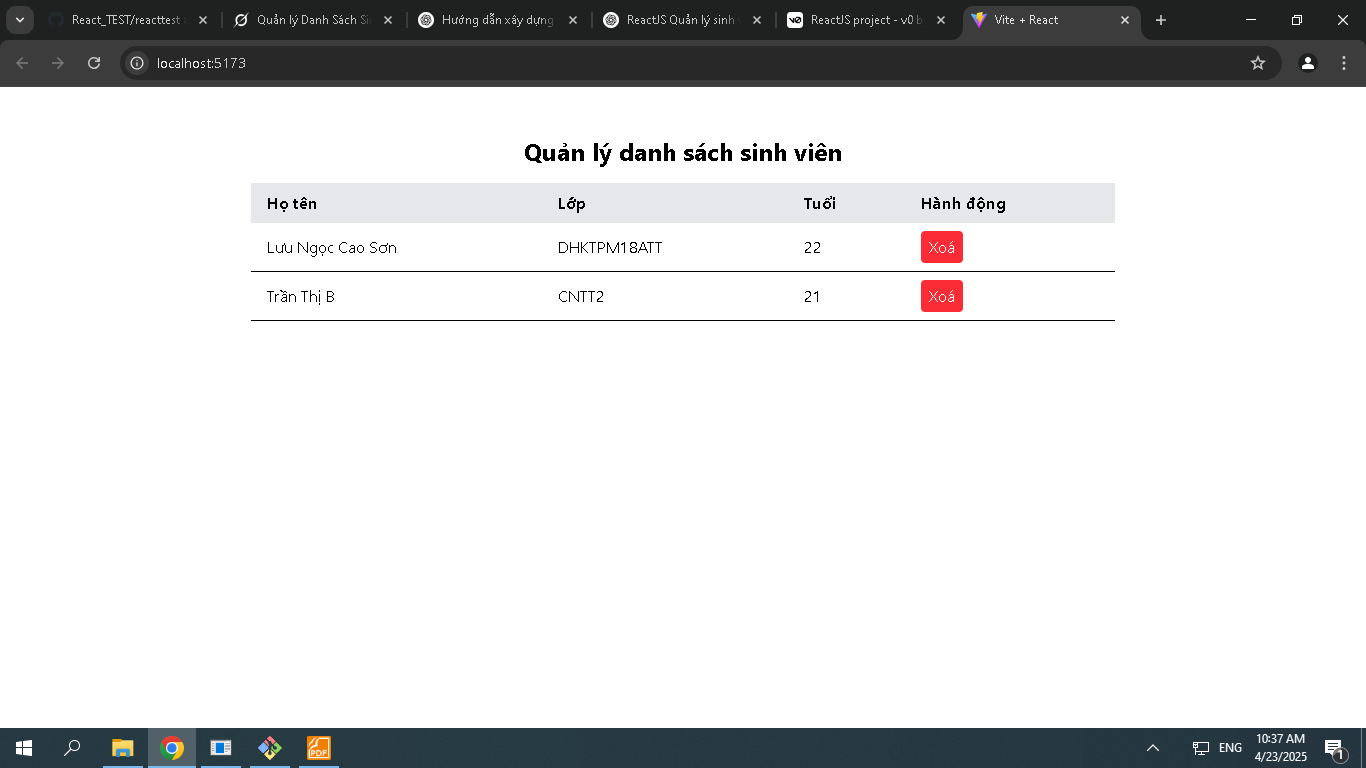 React_TEST/reacttest
Quản lý Danh Sách Si
Hướng dẫn xây dựng
ReactJS Quản lý sinh
ReactJS project - v0 b
Vite + React
localhost:5173
Quản lý danh sách sinh viên
Họ tên Lớp Tuổi Hành động
Lưu Ngọc Cao Sơn DHKTPM18ATT 22 Xoá
Trần Thị B CNTT2 21 Xoá
PDF
ENG
10:37 AM
4/23/2025
1